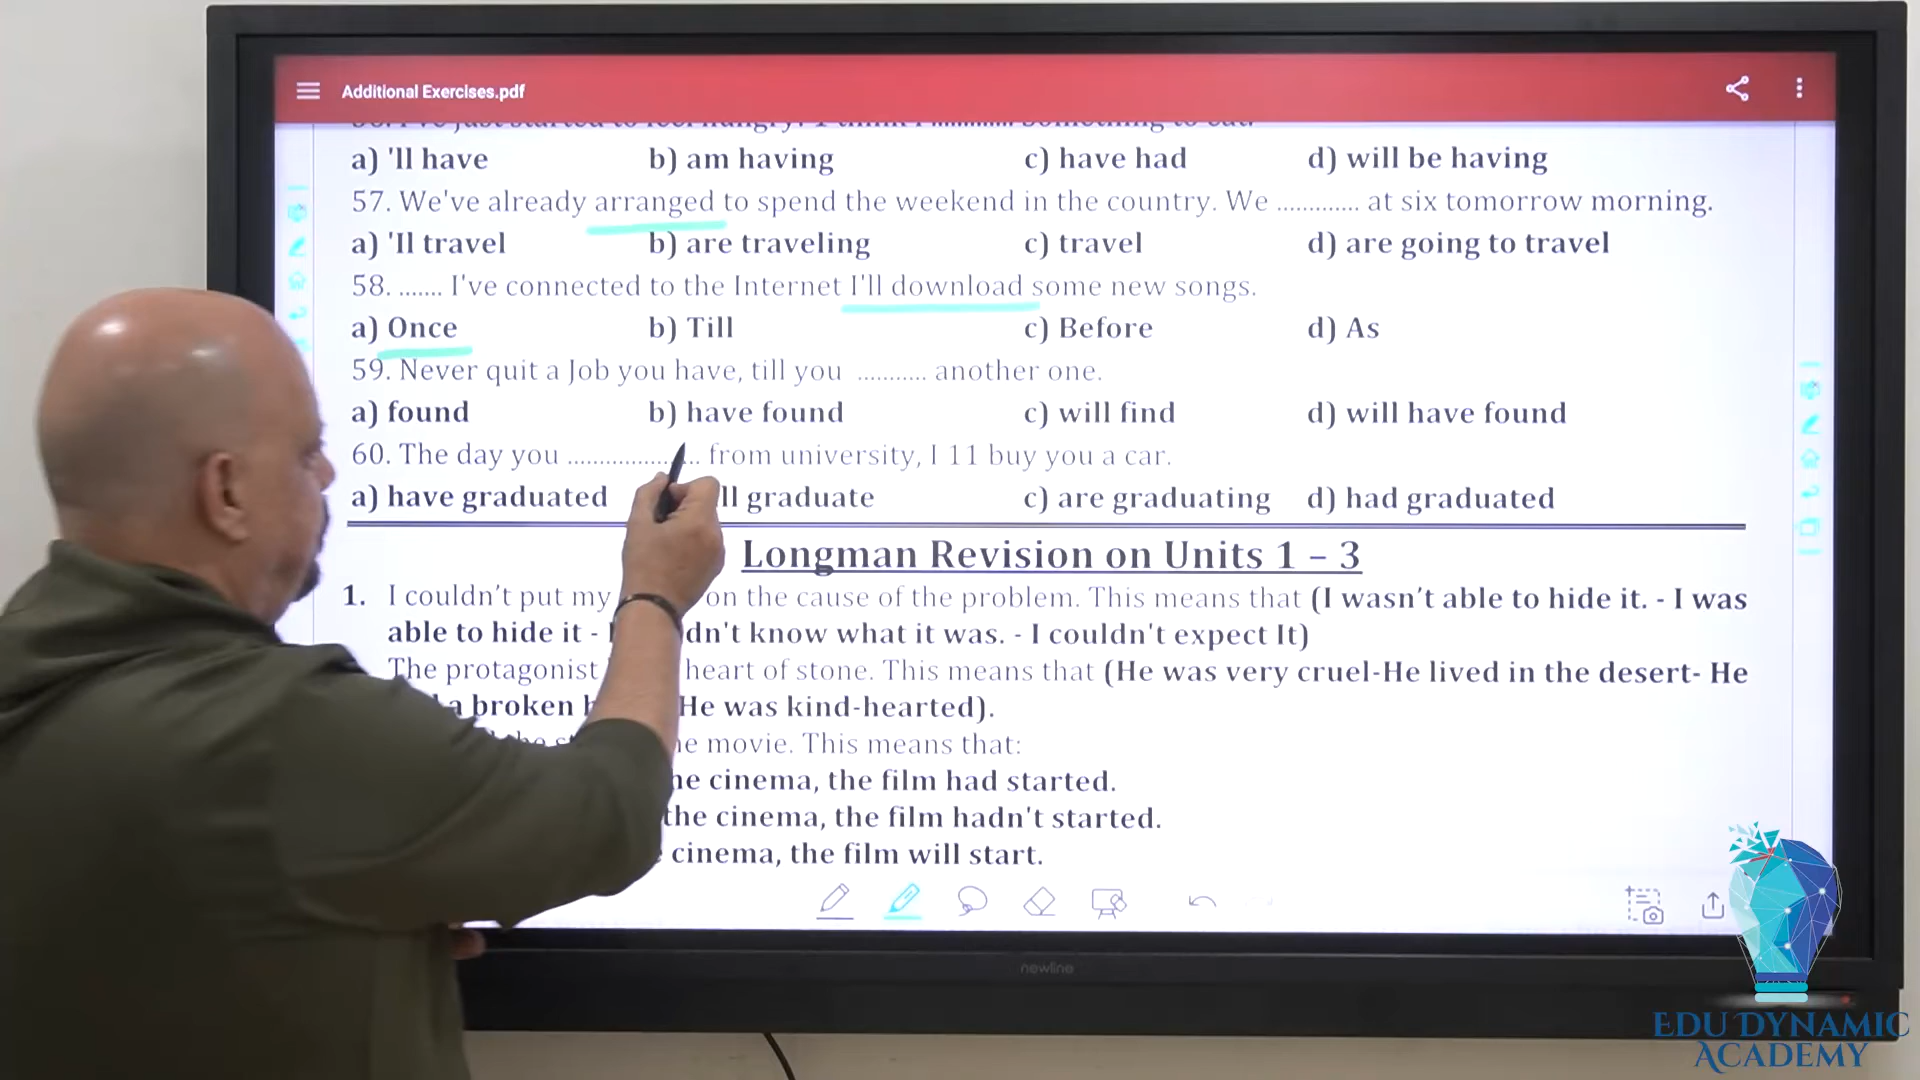 Additional Exercises.pdf
a) 'll have b) am having c) have had d) will be having
57. We've already arranged to spend the weekend in the country. We ............. at six tomorrow morning.
a) 'll travel b) are traveling c) travel d) are going to travel
58. ....... I've connected to the Internet I'll download some new songs.
a) Once b) Till c) Before d) As
59. Never quit a Job you have, till you ........... another one.
a) found b) have found c) will find d) will have found
60. The day you ..................... from university, I 11 buy you a car.
a) have graduated ll graduate c) are graduating d) had graduated
Longman Revision on Units 1 – 3
1. I couldn't put my on the cause of the problem. This means that (I wasn't able to hide it. - I was
able to hide it - dn't know what it was. - I couldn't expect It)
The protagonist heart of stone. This means that (He was very cruel-He lived in the desert- He
a broken He was kind-hearted).
movie. This means that:
cinema, the film had started.
the cinema, the film hadn't started.
cinema, the film will start.
newline
EDU DYNAMIC
ACADEMY